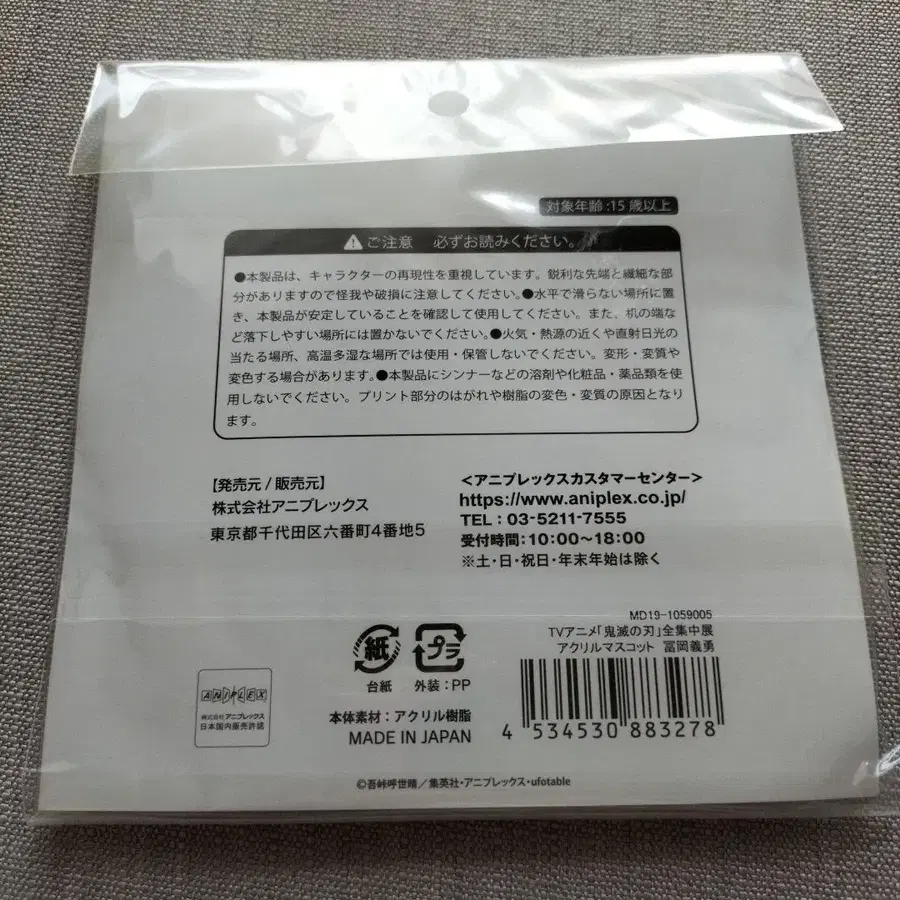 対象年齢:15歳以上
⚠ご注意 必ずお読みください。
●本製品は、キャラクターの再現性を重視しています。鋭利な先端と繊細な部
分がありますので怪我や破損に注意してください。●水平で滑らない場所に置
き、本製品が安定していることを確認して使用してください。また、机の端な
ど落下しやすい場所には置かないでください。●火気・熱源の近くや直射日光の
当たる場所、高温多湿な場所では使用・保管しないでください。変形・変質や
変色する場合があります。●本製品にシンナーなどの溶剤や化粧品・薬品類を使
用しないでください。プリント部分のはがれや樹脂の変色・変質の原因となり
ます。
【発売元/販売元】
株式会社アニプレックス
東京都千代田区六番町4番地5
<アニプレックスカスタマーセンター>
https://www.aniplex.co.jp/
TEL:03-5211-7555
受付時間:10:00~18:00
※土・日・祝日・年末年始は除く
MD19-1059005
TVアニメ「鬼滅の刃」全集中展
アクリルマスコット 冨岡義勇
紙
台紙
プラ
外装:PP
本体素材:アクリル樹脂
MADE IN JAPAN
4 534530 883278
ANIPLEX
株式会社アニプレックス
日本国内販売許諾
©吾峠呼世晴/集英社・アニプレックス・ufotable